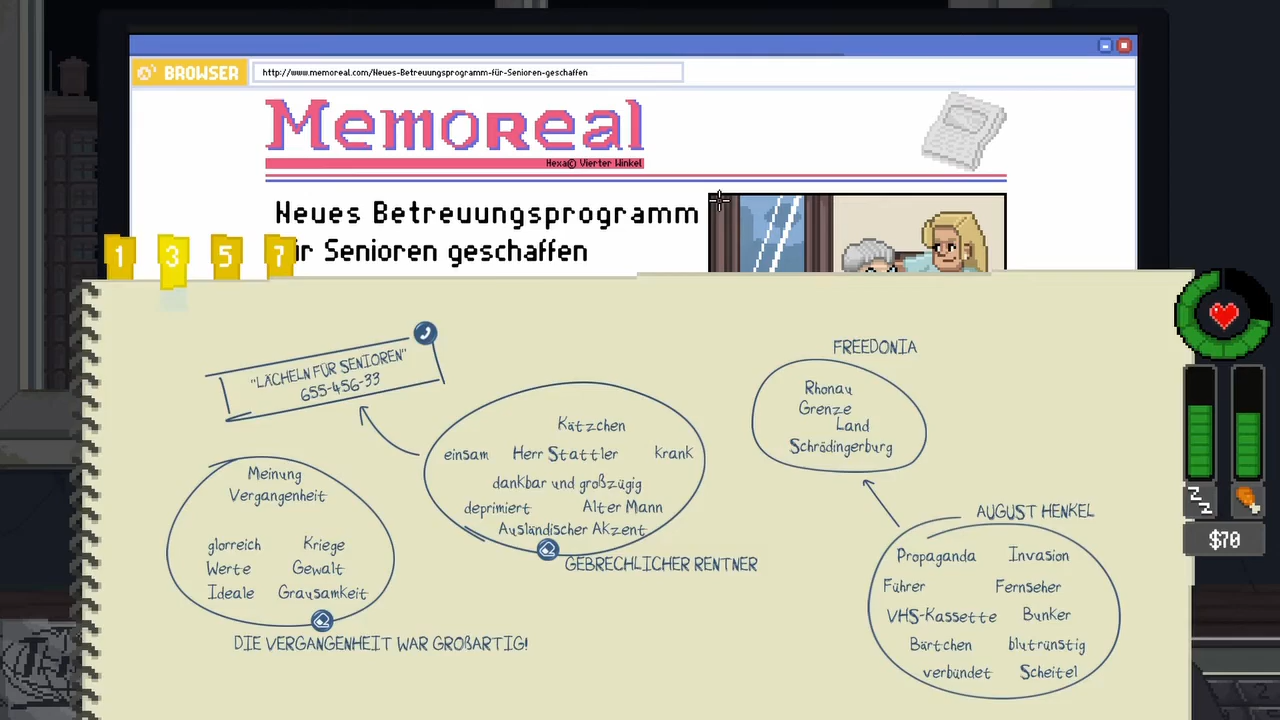 BROWSER
http://www.memoreal.com/Neues-Betreuungsprogramm-für-Senioren-geschaffen
Memoreal
Hexa© Vierter Winkel
Neues Betreuungsprogramm
ür Senioren geschaffen
1 3 5 7
"LÄCHELN FÜR SENIOREN"
655-456-33
Kätzchen
einsam Herr Stattler krank
dankbar und großzügig
deprimiert Alter Mann
Ausländischer Akzent
GEBRECHLICHER RENTNER
Meinung
Vergangenheit
glorreich Kriege
Werte Gewalt
Ideale Grausamkeit
DIE VERGANGENHEIT WAR GROßARTIG!
FREEDONIA
Rhonau
Grenze
Land
Schrödingerburg
AUGUST HENKEL
Propaganda Invasion
Führer Fernseher
VHS-Kassette Bunker
Bärtchen blutrünstig
verbündet Scheitel
$70